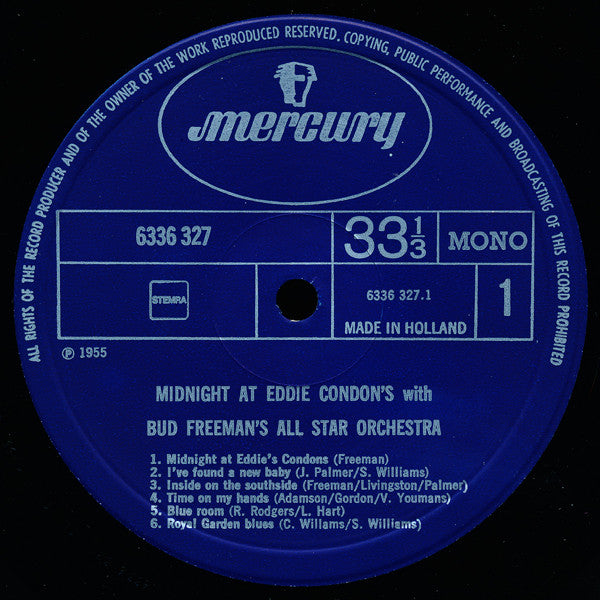 ALL RIGHTS OF THE RECORD PRODUCER AND OF THE OWNER OF THE WORK REPRODUCED RESERVED. COPYING, PUBLIC PERFORMANCE AND BROADCASTING OF THIS RECORD PROHIBITED
mercury
6336 327
33⅓
MONO
STEMRA
6336 327.1
MADE IN HOLLAND
1
℗ 1955
MIDNIGHT AT EDDIE CONDON'S with
BUD FREEMAN'S ALL STAR ORCHESTRA
1. Midnight at Eddie's Condons (Freeman)
2. I've found a new baby (J. Palmer/S. Williams)
3. Inside on the southside (Freeman/Livingston/Palmer)
4. Time on my hands (Adamson/Gordon/V. Youmans)
5. Blue room (R. Rodgers/L. Hart)
6. Royal Garden blues (C. Willams/S. Williams)